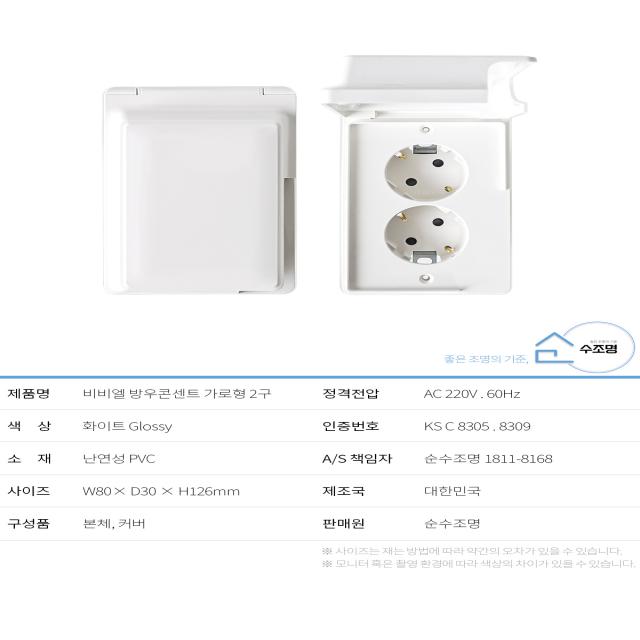 좋은 조명의 기준,
수조명
제품명 비비엘 방우콘센트 가로형 2구 정격전압 AC 220V . 60Hz
색 상 화이트 Glossy 인증번호 KS C 8305 . 8309
소 재 난연성 PVC A/S 책임자 순수조명 1811-8168
사이즈 W80× D30 × H126mm 제조국 대한민국
구성품 본체, 커버 판매원 순수조명
※ 사이즈는 재는 방법에 따라 약간의 오차가 있을 수 있습니다.
※ 모니터 혹은 촬영 환경에 따라 색상의 차이가 있을 수 있습니다.